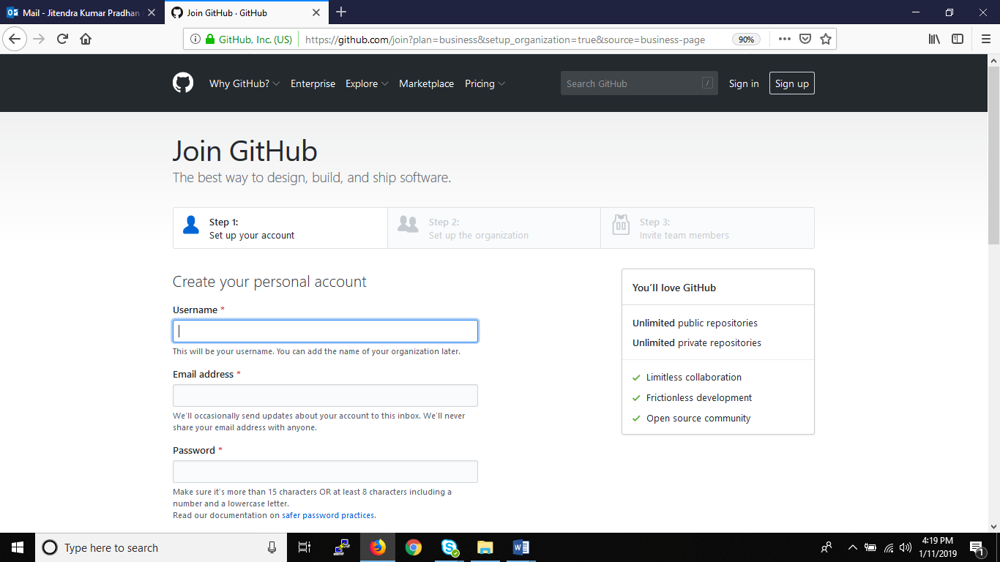 Mail - Jitendra Kumar Pradhan
Join GitHub · GitHub
GitHub, Inc. (US)
https://github.com/join?plan=business&setup_organization=true&source=business-page
90%
Why GitHub?
Enterprise
Explore
Marketplace
Pricing
Search GitHub
/
Sign in
Sign up
Join GitHub
The best way to design, build, and ship software.
Step 1:
Set up your account
Step 2:
Set up the organization
Step 3:
Invite team members
Create your personal account
Username *
This will be your username. You can add the name of your organization later.
Email address *
We'll occasionally send updates about your account to this inbox. We'll never
share your email address with anyone.
Password *
Make sure it's more than 15 characters OR at least 8 characters including a
number and a lowercase letter.
Read our documentation on safer password practices.
You'll love GitHub
Unlimited public repositories
Unlimited private repositories
Limitless collaboration
Frictionless development
Open source community
Type here to search
4:19 PM
1/11/2019
1